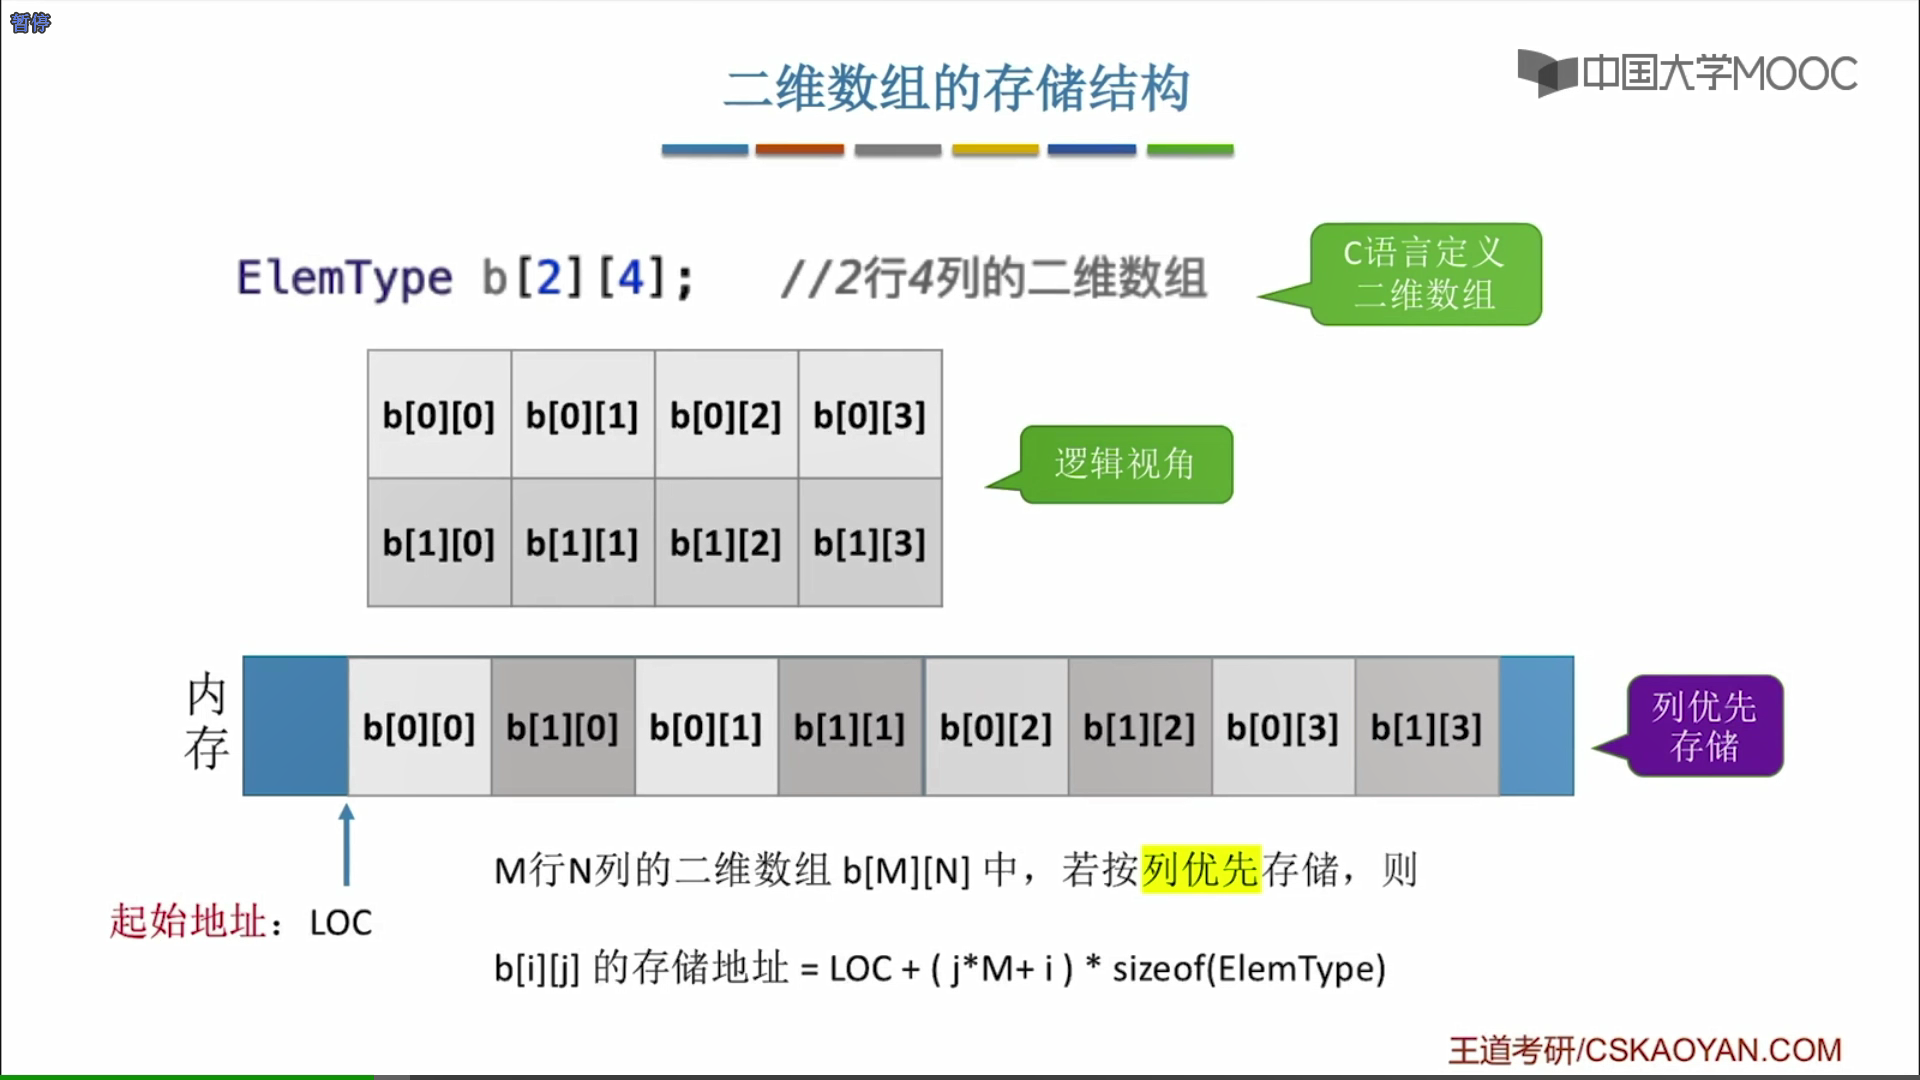 暂停
中国大学MOOC
二维数组的存储结构
ElemType b[2][4]; //2行4列的二维数组
C语言定义
二维数组
b[0][0] b[0][1] b[0][2] b[0][3]
逻辑视角
b[1][0] b[1][1] b[1][2] b[1][3]
内存
b[0][0] b[1][0] b[0][1] b[1][1] b[0][2] b[1][2] b[0][3] b[1][3]
列优先
存储
M行N列的二维数组 b[M][N] 中，若按列优先存储，则
起始地址：LOC
b[i][j] 的存储地址 = LOC + ( j*M+ i ) * sizeof(ElemType)
王道考研/CSKAOYAN.COM